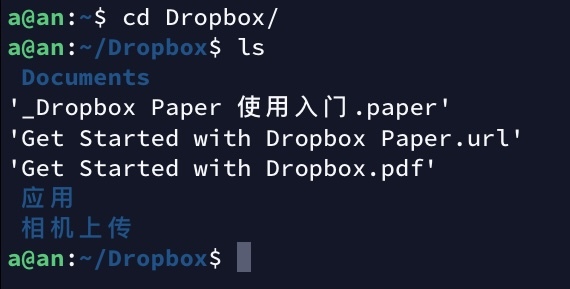 a@an:~$ cd Dropbox/
a@an:~/Dropbox$ ls
Documents
'_Dropbox Paper 使用入门.paper'
'Get Started with Dropbox Paper.url'
'Get Started with Dropbox.pdf'
应用
相机上传
a@an:~/Dropbox$